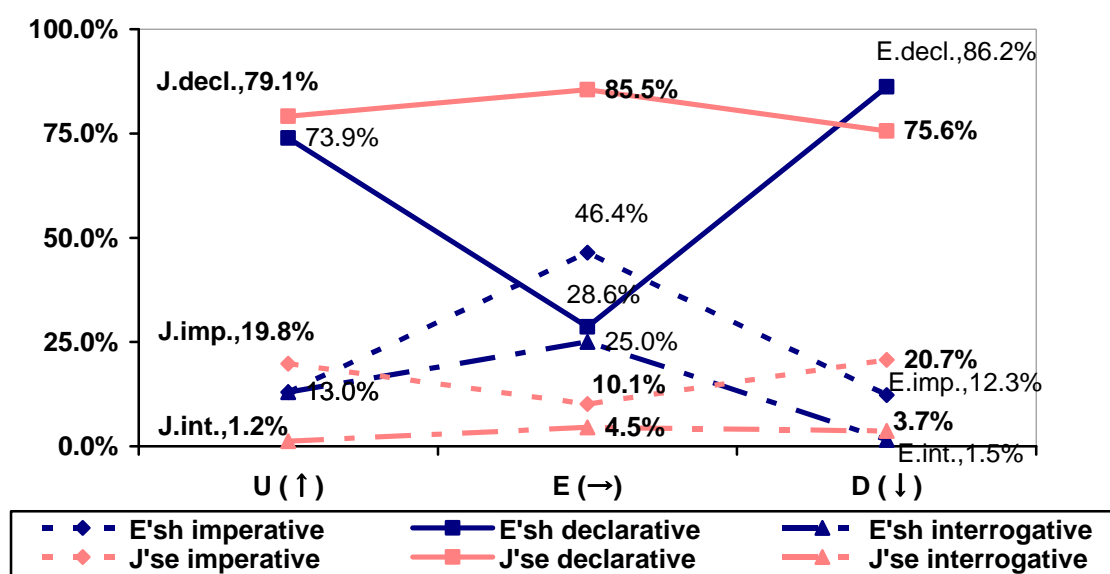 100.0%
E.decl.,86.2%
J.decl.,79.1%
85.5%
75.0%
73.9%
75.6%
46.4%
50.0%
28.6%
J.imp.,19.8%
25.0%
25.0%
20.7%
10.1%
13.0%
E.imp.,12.3%
J.int.,1.2%
4.5%
3.7%
0.0%
E.int.,1.5%
U (↑) E (→) D (↓)
E'sh imperative E'sh declarative E'sh interrogative
J'se imperative J'se declarative J'se interrogative